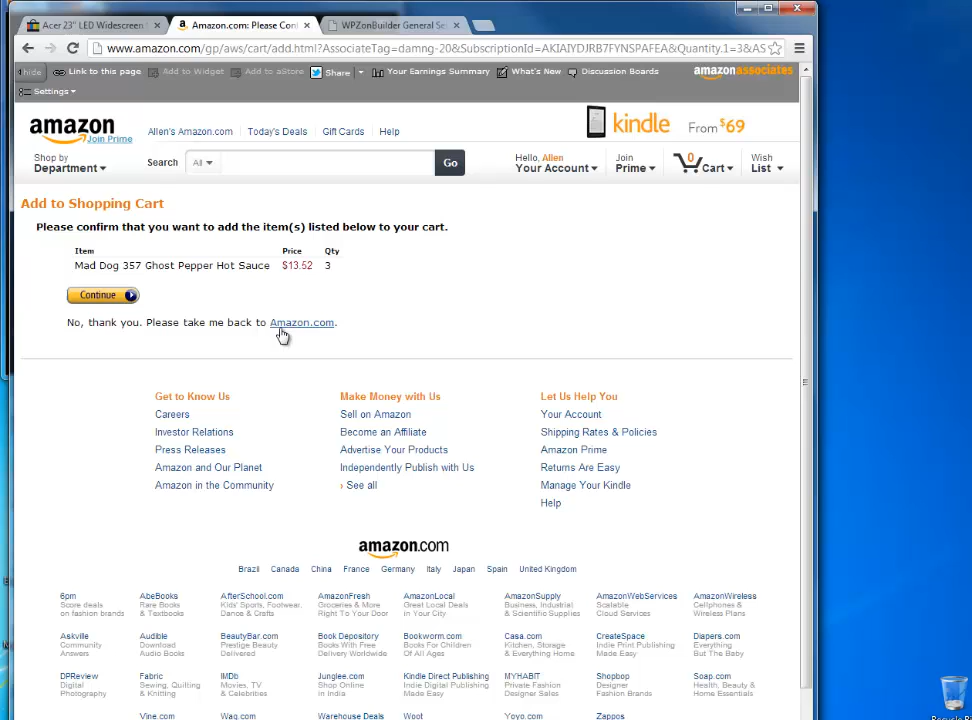 Acer 23" LED Widescreen
Amazon.com: Please Con
WPZonBuilder General Se
www.amazon.com/gp/aws/cart/add.html?AssociateTag=damng-20&SubscriptionId=AKIAIYDJRB7FYNSPAFEA&Quantity.1=3&AS
hide
Link to this page
Add to Widget
Add to aStore
Share
Your Earnings Summary
What's New
Discussion Boards
amazonassociates
Settings
amazon
Join Prime
Allen's Amazon.com
Today's Deals
Gift Cards
Help
kindle From $69
Shop by
Department
Search
All
Go
Hello, Allen
Your Account
Join
Prime
0
Cart
Wish
List
Add to Shopping Cart
Please confirm that you want to add the item(s) listed below to your cart.
Item Price Qty
Mad Dog 357 Ghost Pepper Hot Sauce $13.52 3
Continue
No, thank you. Please take me back to Amazon.com.
Get to Know Us
Careers
Investor Relations
Press Releases
Amazon and Our Planet
Amazon in the Community
Make Money with Us
Sell on Amazon
Become an Affiliate
Advertise Your Products
Independently Publish with Us
› See all
Let Us Help You
Your Account
Shipping Rates & Policies
Amazon Prime
Returns Are Easy
Manage Your Kindle
Help
amazon.com
Brazil Canada China France Germany Italy Japan Spain United Kingdom
6pm
Score deals
on fashion brands
AbeBooks
Rare Books
& Textbooks
AfterSchool.com
Kids' Sports, Footwear,
Dance & Crafts
AmazonFresh
Groceries & More
Right To Your Door
AmazonLocal
Great Local Deals
in Your City
AmazonSupply
Business, Industrial
& Scientific Supplies
AmazonWebServices
Scalable
Cloud Services
AmazonWireless
Cellphones &
Wireless Plans
Askville
Community
Answers
Audible
Download
Audio Books
BeautyBar.com
Prestige Beauty
Delivered
Book Depository
Books With Free
Delivery Worldwide
Bookworm.com
Books For Children
Of All Ages
Casa.com
Kitchen, Storage
& Everything Home
CreateSpace
Indie Print Publishing
Made Easy
Diapers.com
Everything
But The Baby
DPReview
Digital
Photography
Fabric
Sewing, Quilting
& Knitting
IMDb
Movies, TV
& Celebrities
Junglee.com
Shop Online
in India
Kindle Direct Publishing
Indie Digital Publishing
Made Easy
MYHABIT
Private Fashion
Designer Sales
Shopbop
Designer
Fashion Brands
Soap.com
Health, Beauty &
Home Essentials
Vine.com
Wag.com
Warehouse Deals
Woot
Yoyo.com
Zappos